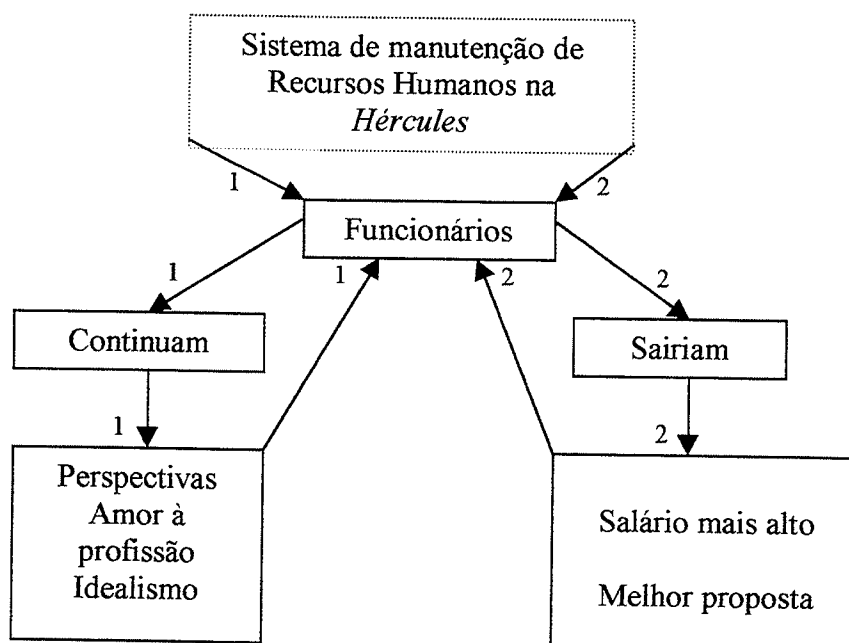 Sistema de manutenção de
Recursos Humanos na
Hércules
1
2
Funcionários
1
1
2
2
Continuam
Sairiam
1
2
Perspectivas
Amor à
profissão
Idealismo
Salário mais alto
Melhor proposta